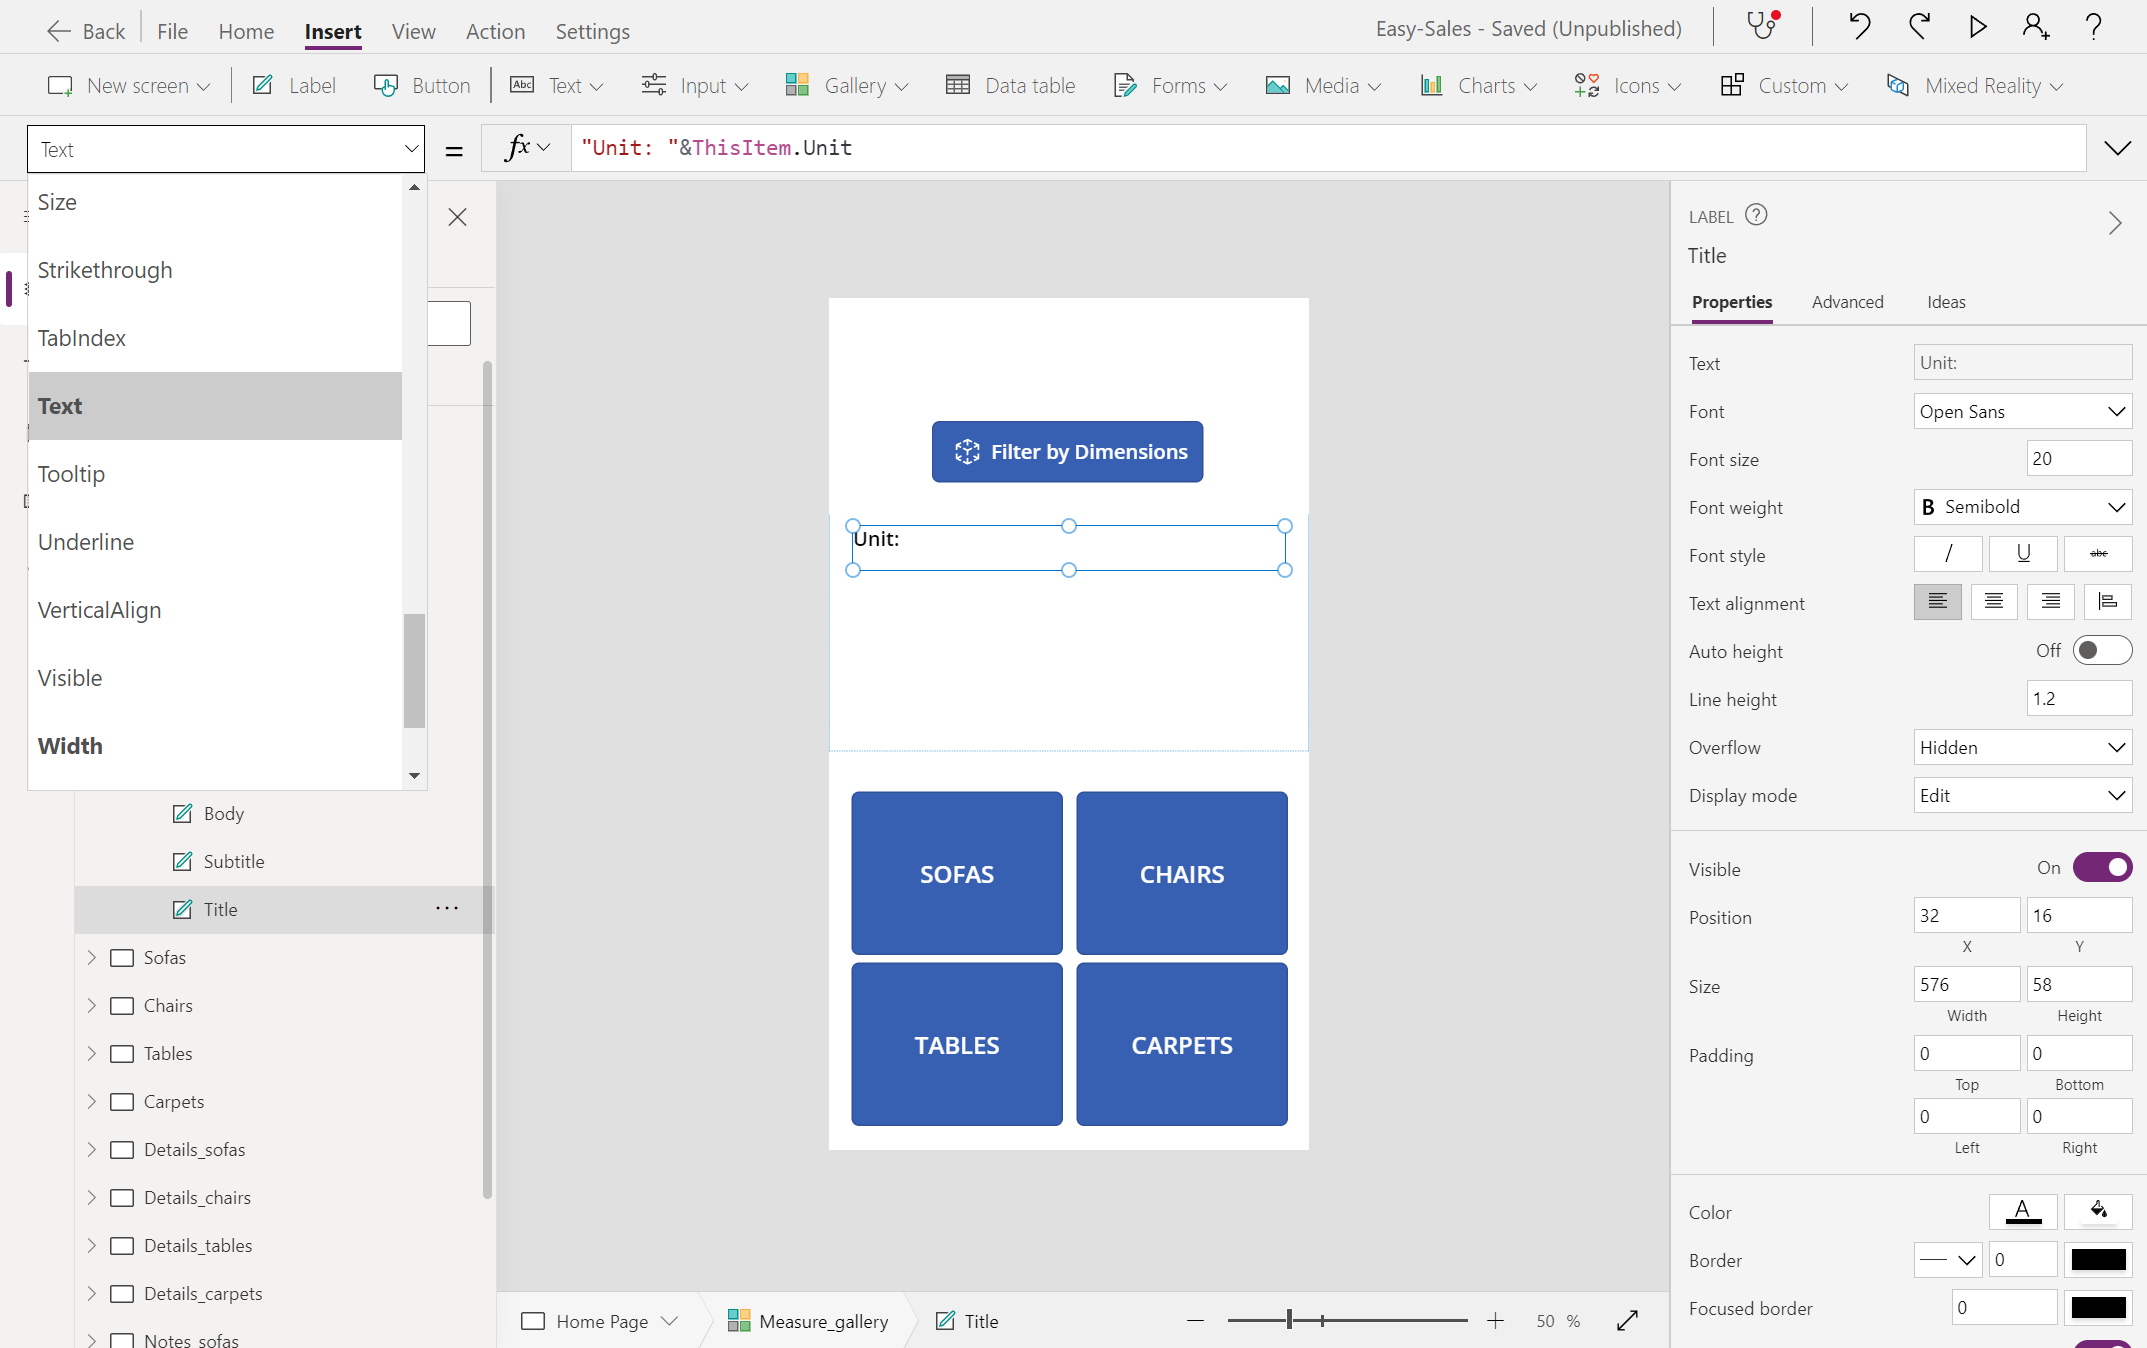 Back File Home Insert View Action Settings Easy-Sales - Saved (Unpublished)
New screen Label Button Abc Text Input Gallery Data table Forms Media Charts Icons Custom Mixed Reality
Text = fx "Unit: "&ThisItem.Unit
Size
Strikethrough
TabIndex
Text
Tooltip
Underline
VerticalAlign
Visible
Width
Body
Subtitle
Title
Sofas
Chairs
Tables
Carpets
Details_sofas
Details_chairs
Details_tables
Details_carpets
Notes_sofas
Filter by Dimensions
Unit:
SOFAS CHAIRS
TABLES CARPETS
Home Page Measure_gallery Title 50 %
LABEL ?
Title
Properties Advanced Ideas
Text Unit:
Font Open Sans
Font size 20
Font weight B Semibold
Font style / U abc
Text alignment
Auto height Off
Line height 1.2
Overflow Hidden
Display mode Edit
Visible On
Position 32 16
X Y
Size 576 58
Width Height
Padding 0 0
Top Bottom
0 0
Left Right
Color A
Border 0
Focused border 0